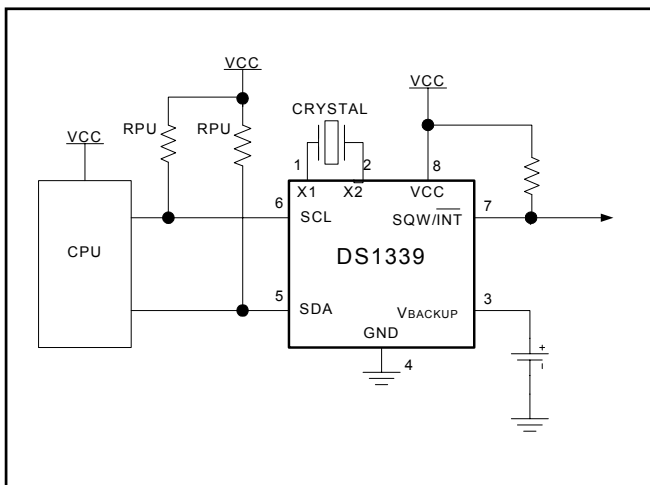 VCC
VCC
CRYSTAL
VCC
RPU
RPU
1
2
8
X1
X2
VCC
6
SCL
SQW/INT
7
CPU
DS1339
5
SDA
VBACKUP
3
GND
4
+
−